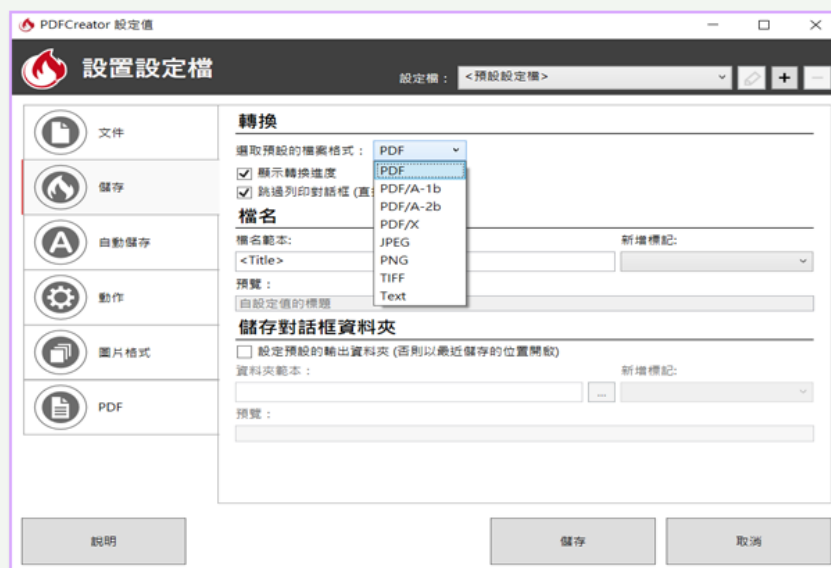 PDFCreator 設定值
設置設定檔
設定檔： <預設設定檔>
文件
儲存
自動儲存
動作
圖片格式
PDF
轉換
選取預設的檔案格式： PDF
PDF
PDF/A-1b
PDF/A-2b
PDF/X
JPEG
PNG
TIFF
Text
顯示轉換進度
跳過列印對話框 (直
檔名
檔名範本: 新增標記:
<Title>
預覽：
自設定值的標題
儲存對話框資料夾
設定預設的輸出資料夾 (否則以最近儲存的位置開啟)
資料夾範本： 新增標記:
...
預覽：
說明 儲存 取消